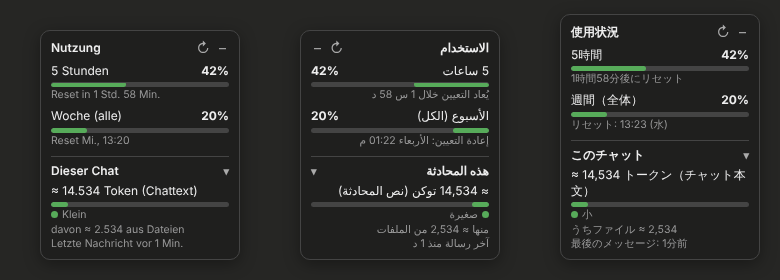 Nutzung
5 Stunden 42%
Reset in 1 Std. 58 Min.
Woche (alle) 20%
Reset Mi., 13:20
Dieser Chat
≈ 14.534 Token (Chattext)
Klein
davon ≈ 2.534 aus Dateien
Letzte Nachricht vor 1 Min.
الاستخدام
5 ساعات 42%
يُعاد التعيين خلال 1 س 58 د
الأسبوع (الكل) 20%
إعادة التعيين: الأربعاء 01:22 م
هذه المحادثة
≈ 14,534 توكن (نص المحادثة)
صغيرة
منها ≈ 2,534 من الملفات
آخر رسالة منذ 1 د
使用状況
5時間 42%
1時間58分後にリセット
週間（全体） 20%
リセット: 13:23 (水)
このチャット
≈ 14,534 トークン（チャット本
文）
小
うちファイル ≈ 2,534
最後のメッセージ: 1分前